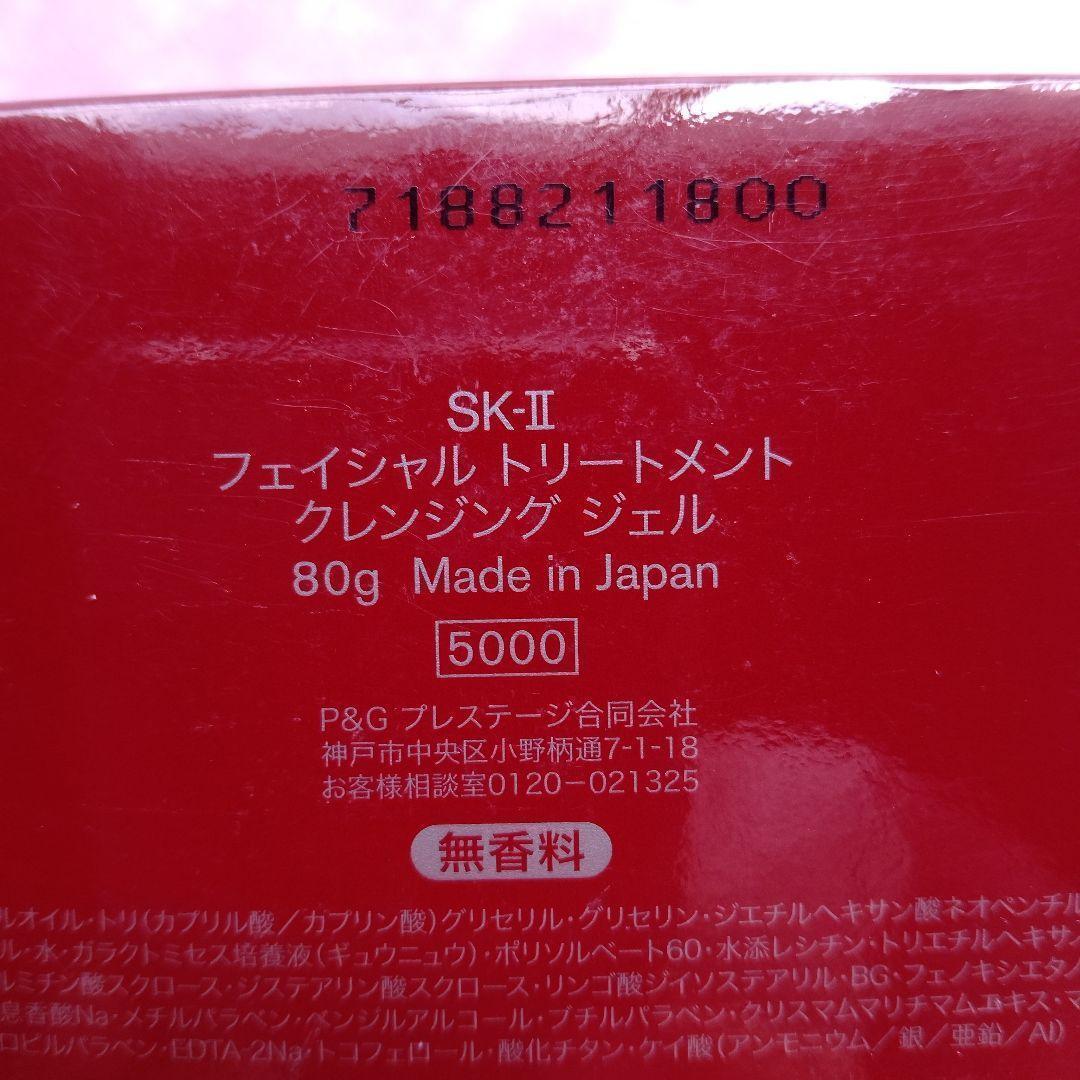 7188211800
SK-Ⅱ
フェイシャル トリートメント
クレンジング ジェル
80g Made in Japan
5000
P&G プレステージ合同会社
神戸市中央区小野柄通7-1-18
お客様相談室0120-021325
無香料
ルオイル・トリ(カプリル酸/カプリン酸)グリセリル・グリセリン・ジエチルヘキサン酸ネオペンチル
ル・水・ガラクトミセス培養液(ギュウニュウ)・ポリソルベート60・水添レシチン・トリエチルヘキサン
ルミチン酸スクロース・ジステアリン酸スクロース・リンゴ酸ジイソステアリル・BG・フェノキシエタノ
息香酸Na・メチルパラベン・ベンジルアルコール・ブチルパラベン・クリスマムマリチマムエキス・マ
ロピルパラベン・EDTA-2Na・トコフェロール・酸化チタン・ケイ酸(アンモニウム/銀/亜鉛/Al)